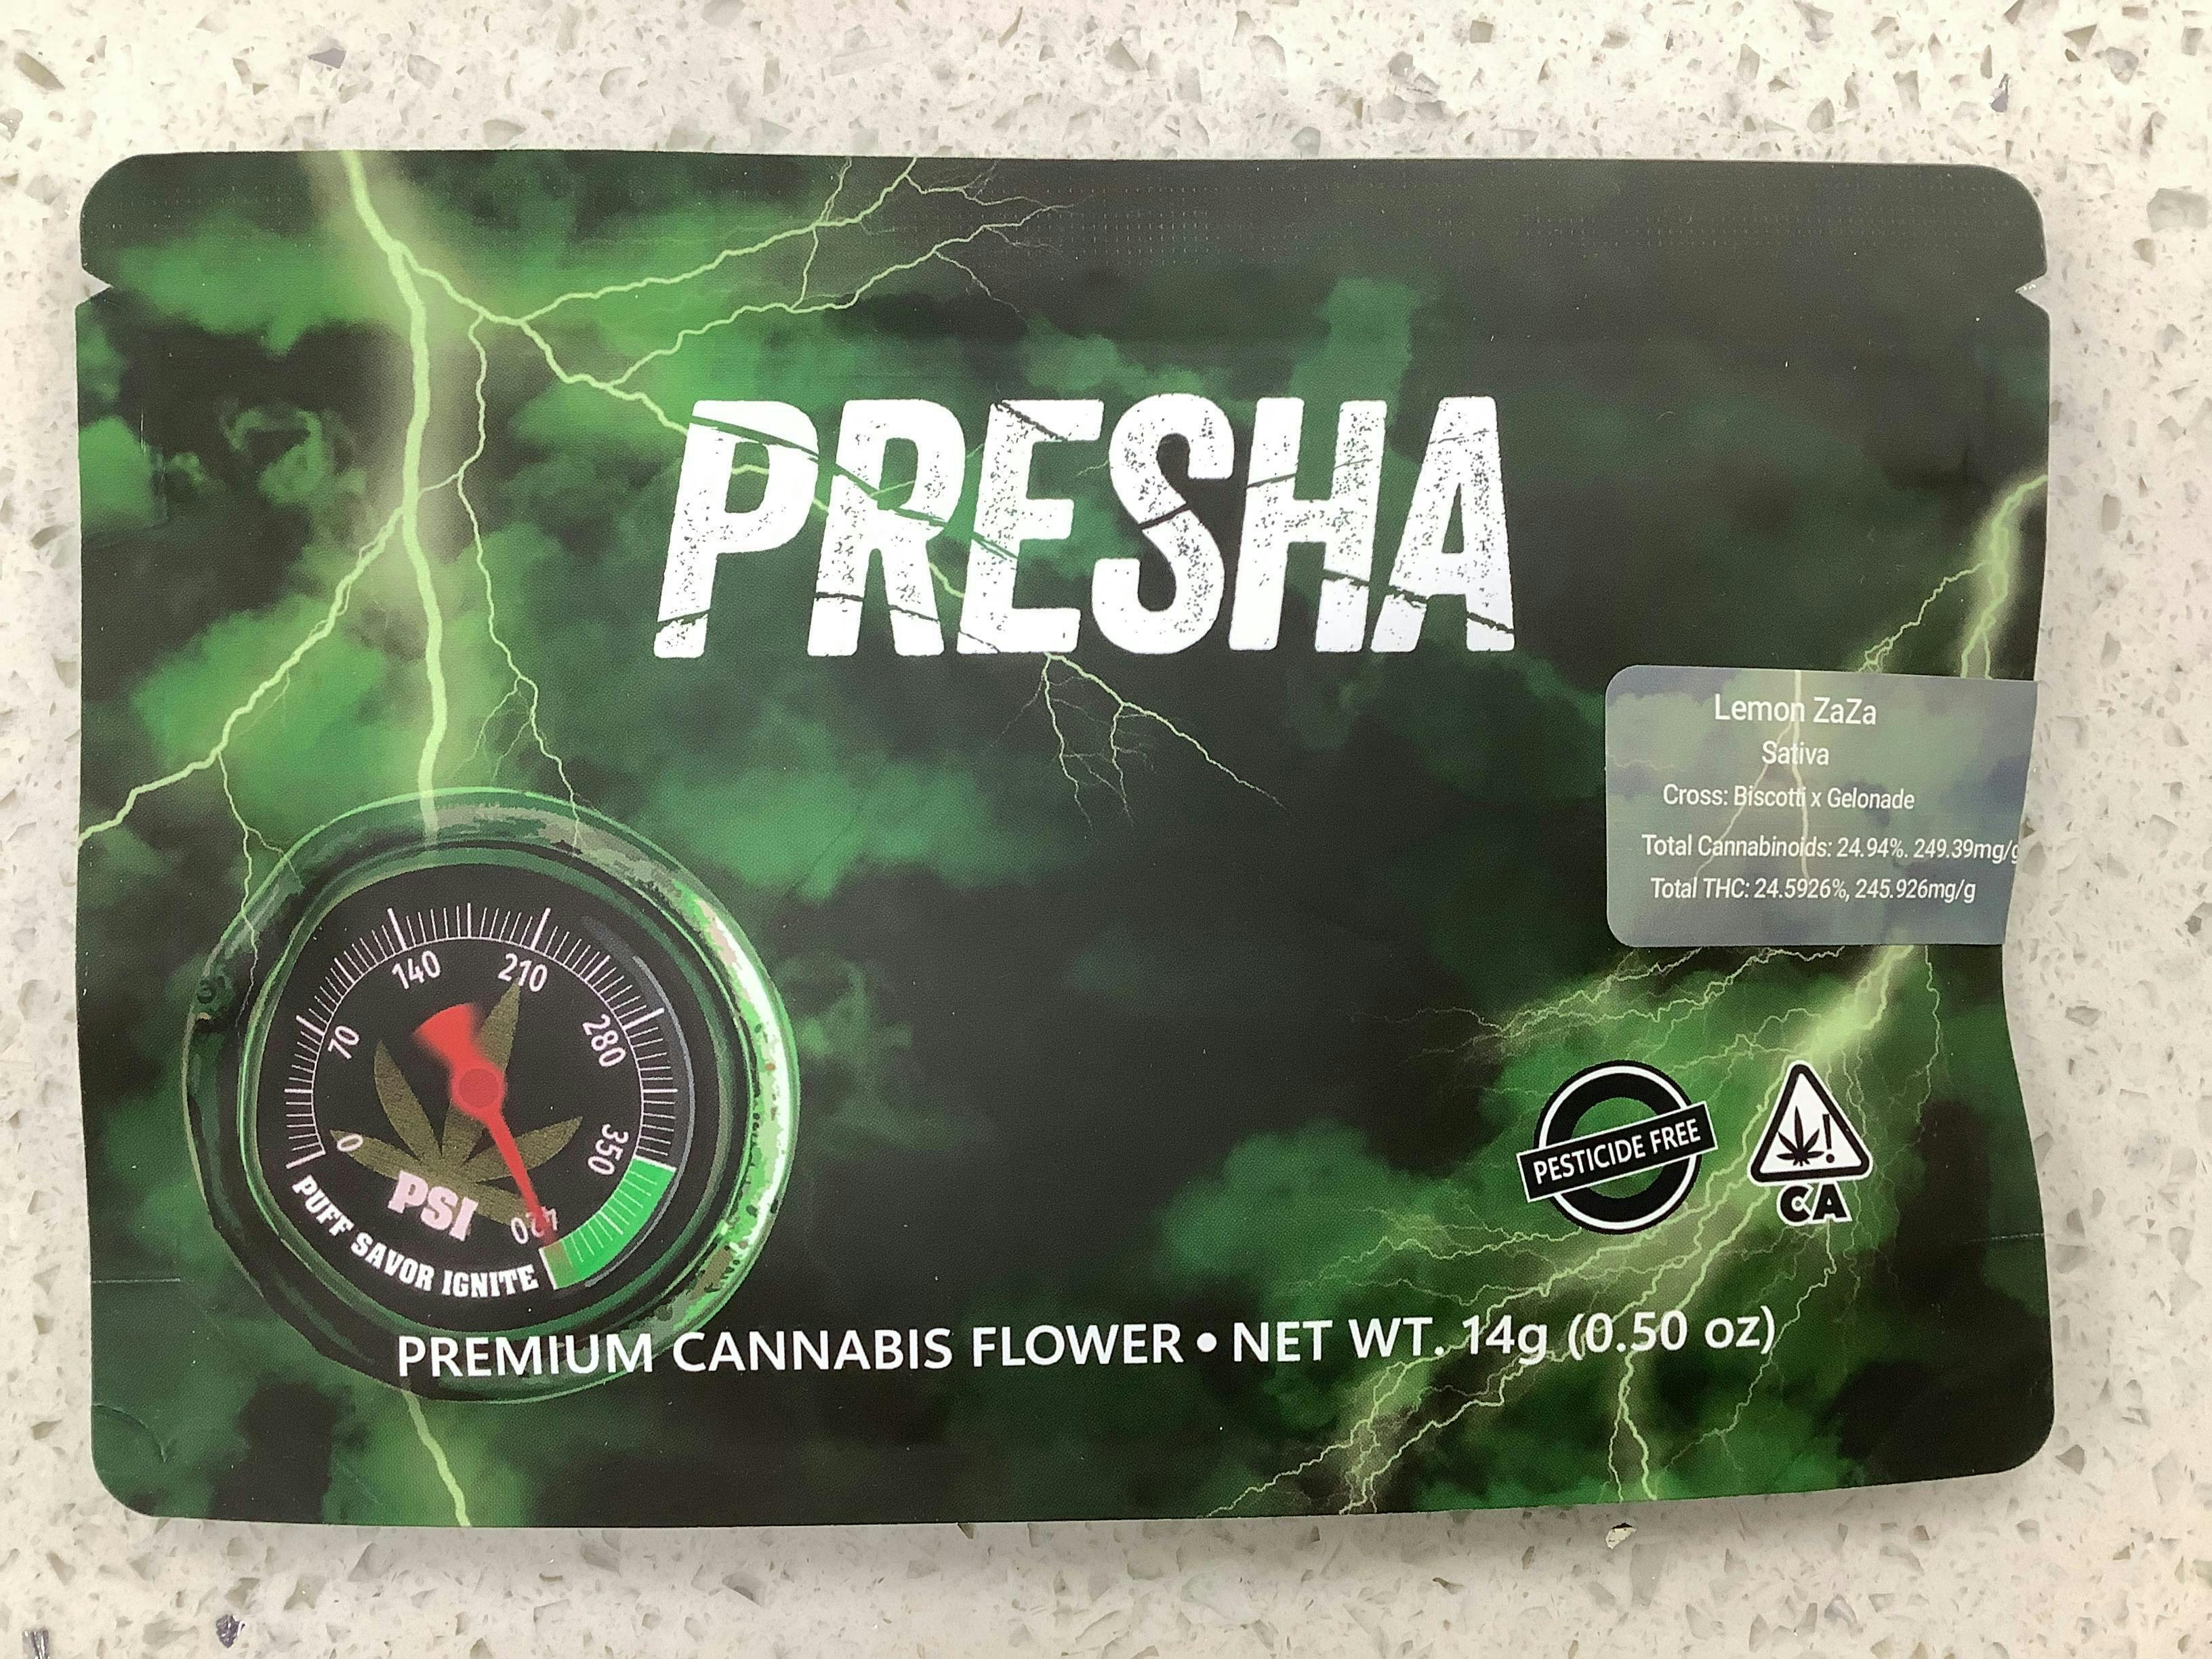 PRESHA
Lemon ZaZa
Sativa
Cross: Biscotti x Gelonade
Total Cannabinoids: 24.94%. 249.39mg/g
Total THC: 24.5926%, 245.926mg/g
0
70
140
210
280
350
420
PSI
PUFF SAVOR IGNITE
PESTICIDE FREE
CA
PREMIUM CANNABIS FLOWER • NET WT. 14g (0.50 oz)